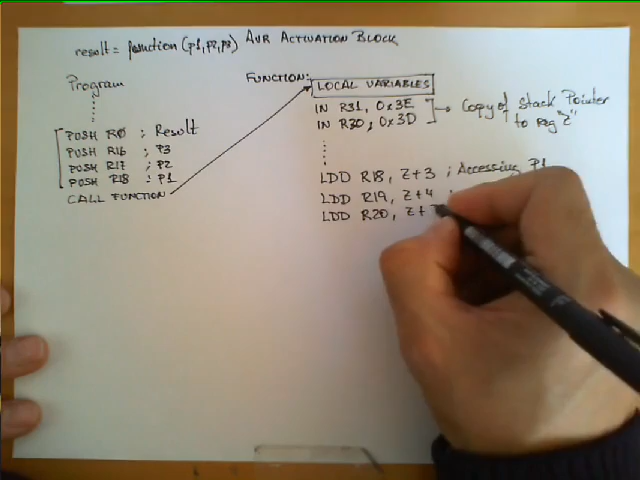 result = function (p1, p2, p3) AVR ACTIVATION BLOCK
Program
PUSH R0 ; Result
PUSH R16 ; P3
PUSH R17 ; P2
PUSH R18 ; P1
CALL FUNCTION
FUNCTION:
LOCAL VARIABLES
IN R31, 0x3E
IN R30, 0x3D
Copy of Stack Pointer
to Reg "Z"
LDD R18, Z+3 ; Accessing P1
LDD R19, Z+4 ;
LDD R20, Z+